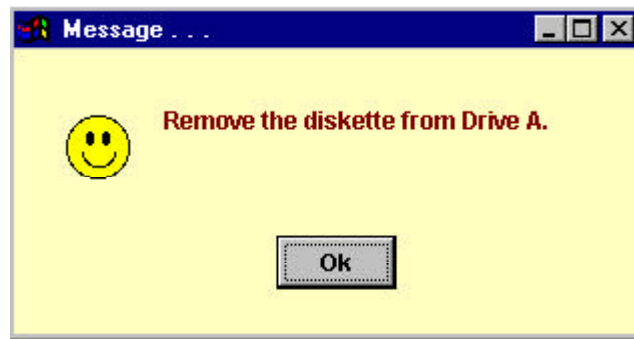 Message . . .
Remove the diskette from Drive A.
Ok